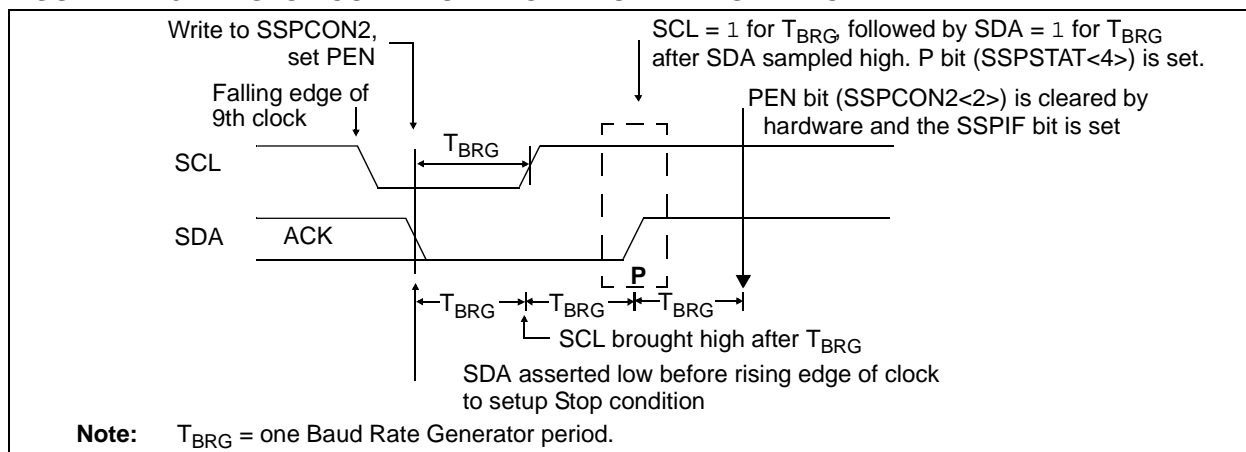 Write to SSPCON2,
set PEN
SCL = 1 for TBRG, followed by SDA = 1 for TBRG
after SDA sampled high. P bit (SSPSTAT<4>) is set.
Falling edge of
9th clock
PEN bit (SSPCON2<2>) is cleared by
hardware and the SSPIF bit is set
TBRG
SCL
SDA
ACK
P
TBRG
TBRG
TBRG
SCL brought high after TBRG
SDA asserted low before rising edge of clock
to setup Stop condition
Note: TBRG = one Baud Rate Generator period.